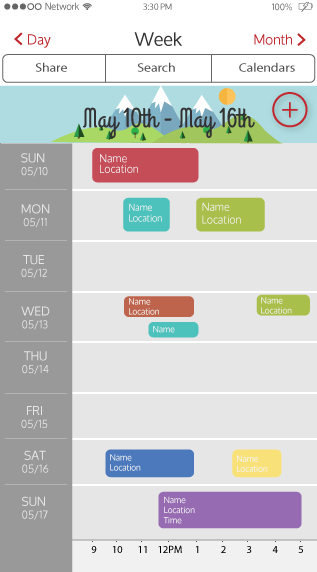 Network 3:30 PM 100%
Day Week Month
Share Search Calendars
May 10th - May 16th
SUN
05/10
Name
Location
MON
05/11
Name
Location
Name
Location
TUE
05/12
WED
05/13
Name
Location
Name
Name
Location
THU
05/14
FRI
05/15
SAT
05/16
Name
Location
Name
Location
SUN
05/17
Name
Location
Time
9 10 11 12PM 1 2 3 4 5